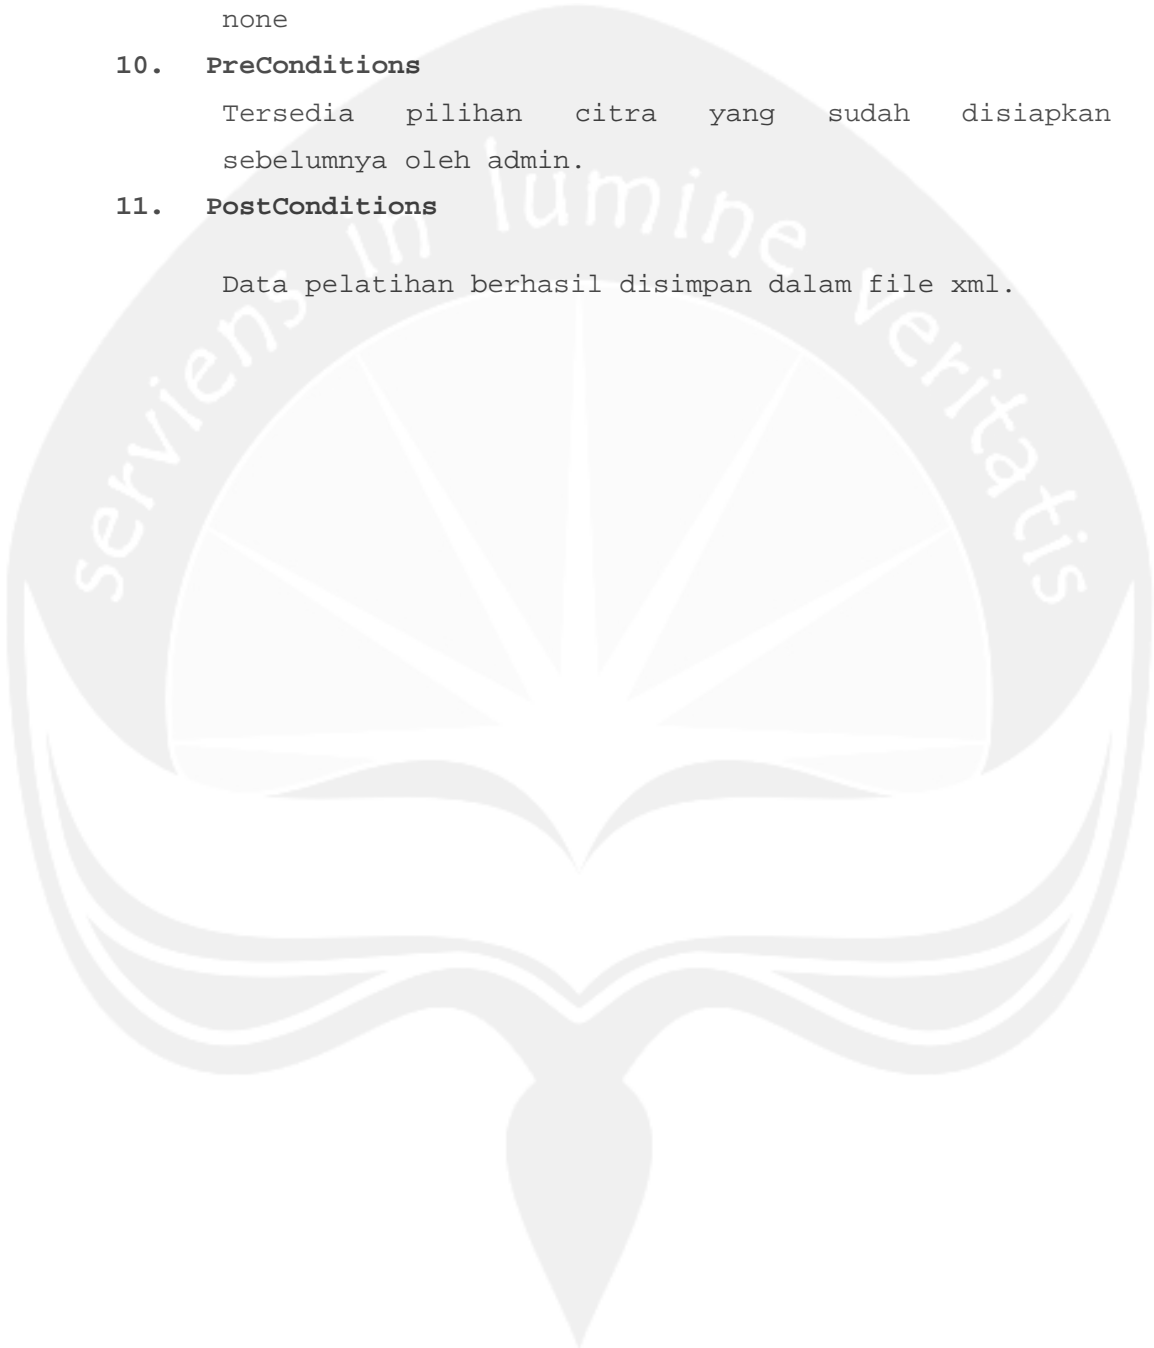 none
10. PreConditions
Tersedia pilihan citra yang sudah disiapkan
sebelumnya oleh admin.
11. PostConditions
Data pelatihan berhasil disimpan dalam file xml.
serviens in lumine veritatis